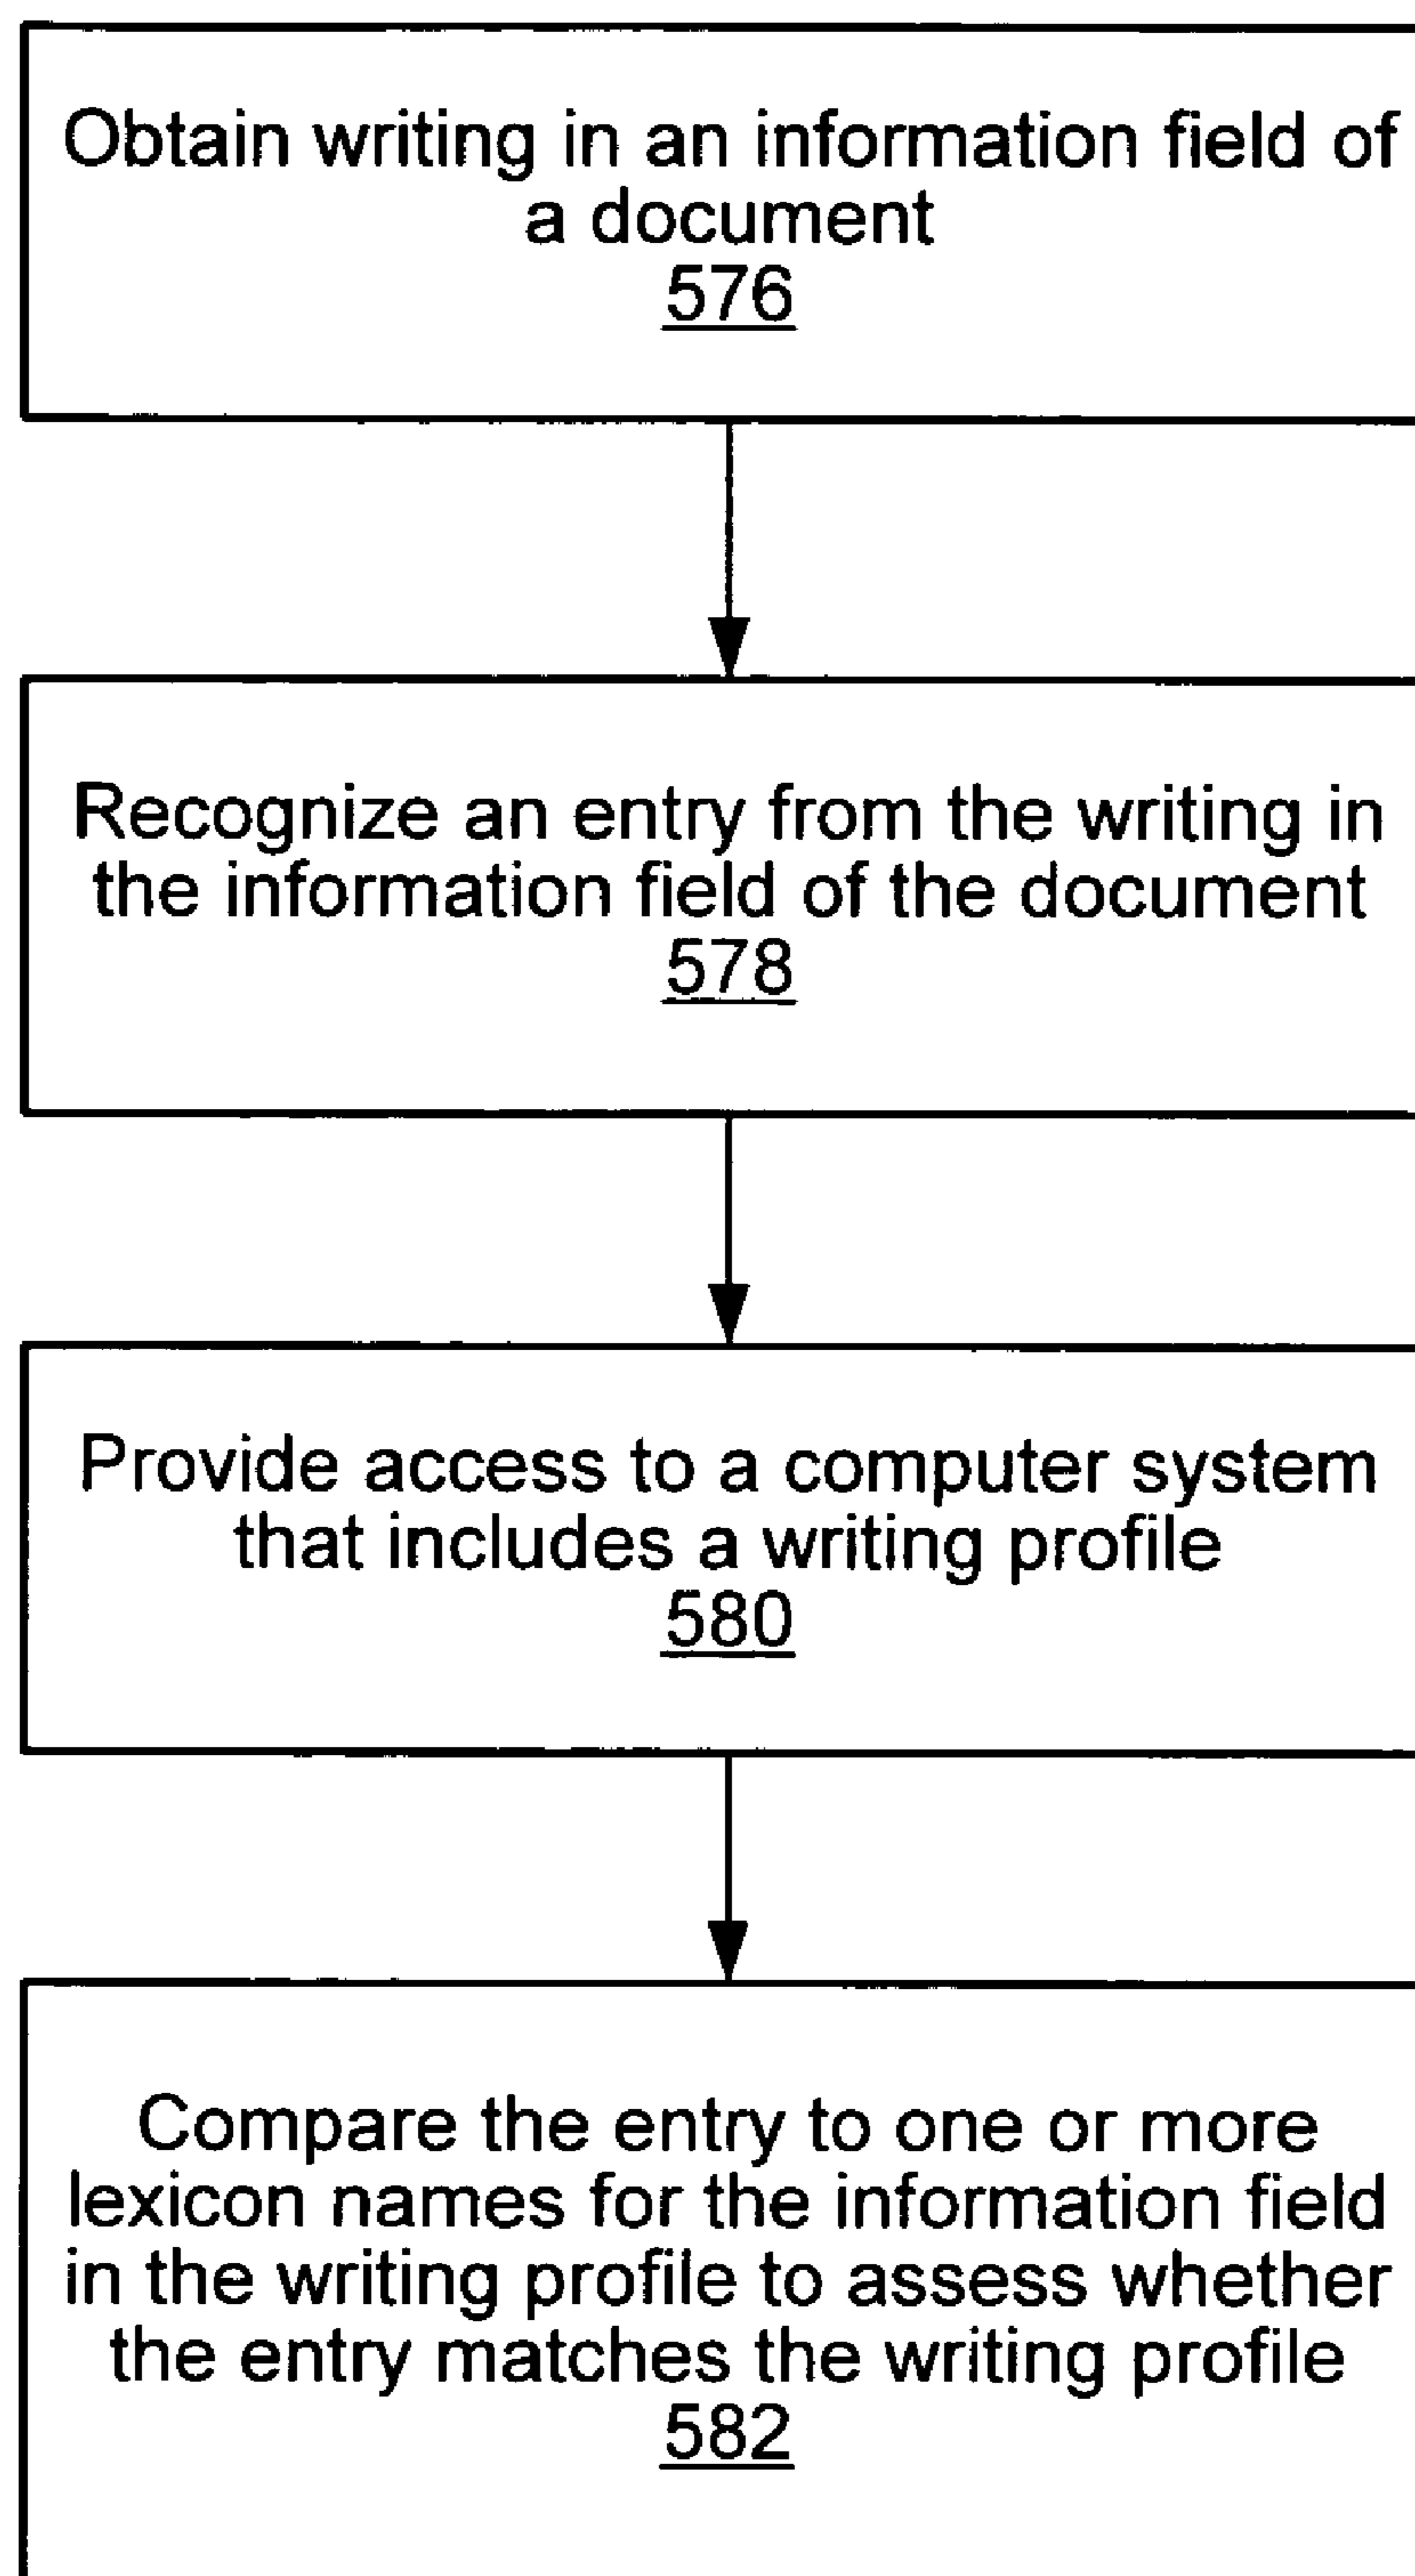 Obtain writing in an information field of
a document
576
Recognize an entry from the writing in
the information field of the document
578
Provide access to a computer system
that includes a writing profile
580
Compare the entry to one or more
lexicon names for the information field
in the writing profile to assess whether
the entry matches the writing profile
582